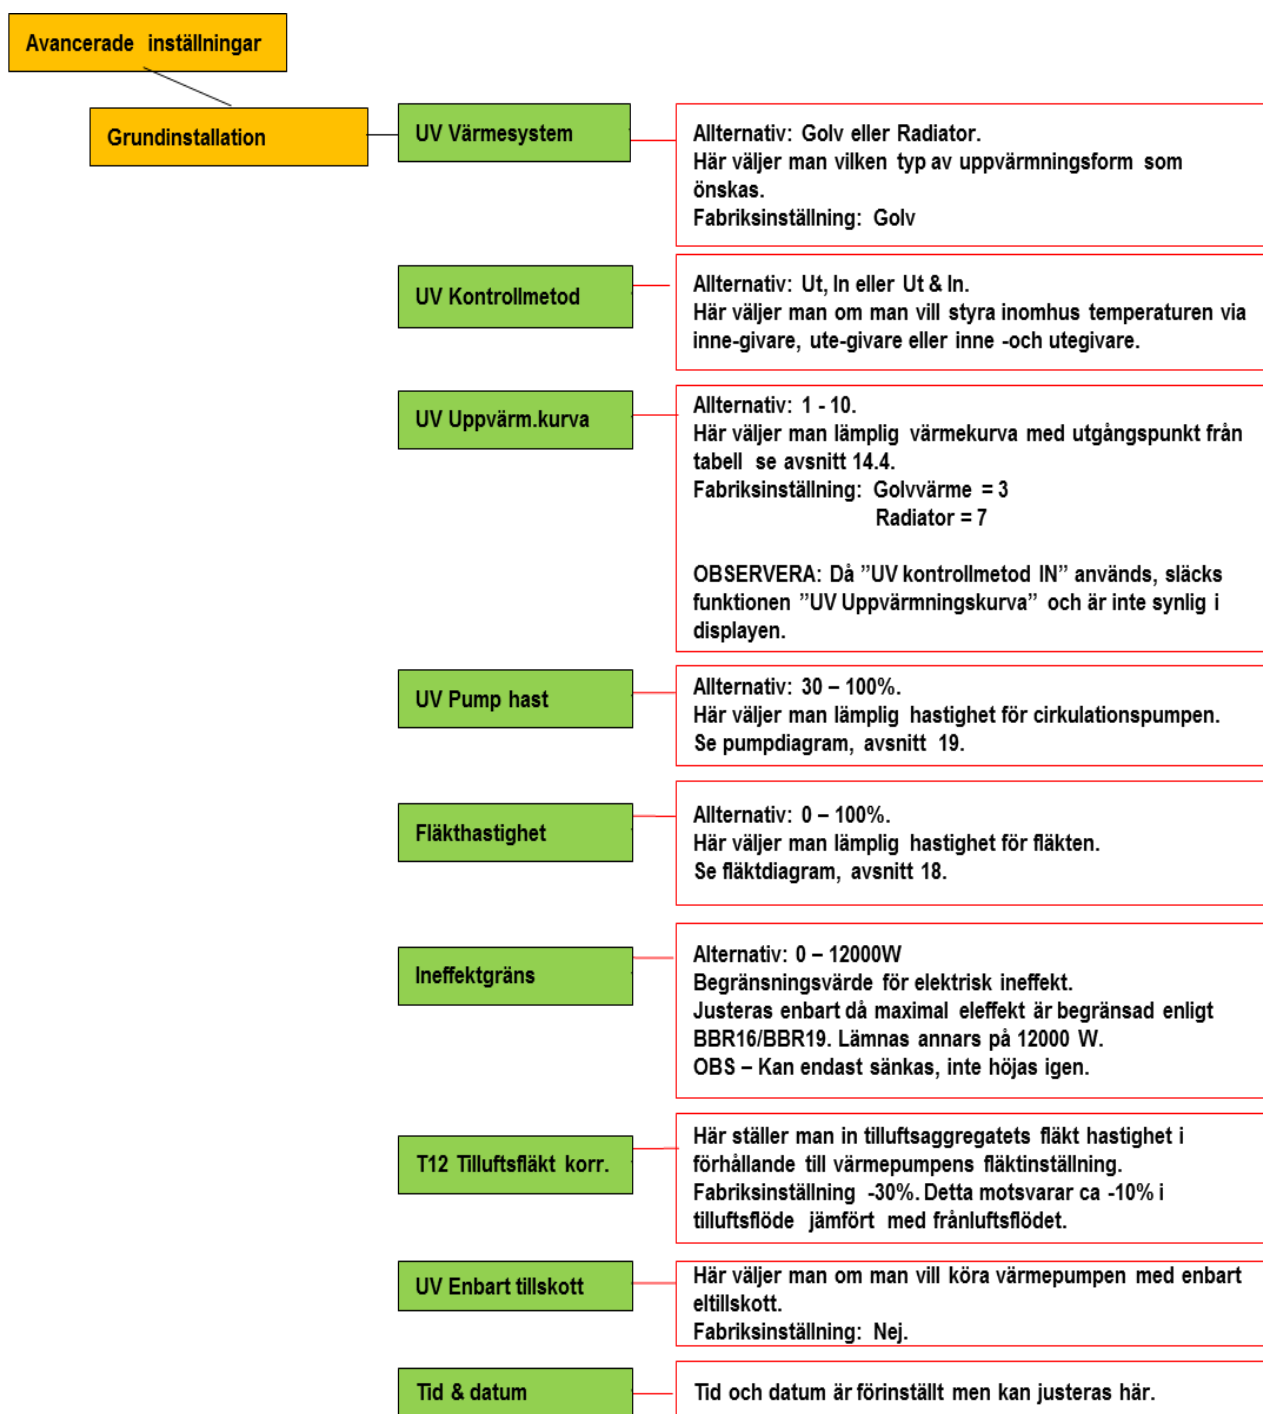 Avancerade inställningar
Grundinstallation
UV Värmesystem
Allternativ: Golv eller Radiator.
Här väljer man vilken typ av uppvärmningsform som
önskas.
Fabriksinställning: Golv
UV Kontrollmetod
Allternativ: Ut, In eller Ut & In.
Här väljer man om man vill styra inomhus temperaturen via
inne-givare, ute-givare eller inne -och utegivare.
UV Uppvärm.kurva
Allternativ: 1 - 10.
Här väljer man lämplig värmekurva med utgångspunkt från
tabell se avsnitt 14.4.
Fabriksinställning: Golvvärme = 3
Radiator = 7
OBSERVERA: Då ”UV kontrollmetod IN” används, släcks
funktionen ”UV Uppvärmningskurva” och är inte synlig i
displayen.
UV Pump hast
Allternativ: 30 – 100%.
Här väljer man lämplig hastighet för cirkulationspumpen.
Se pumpdiagram, avsnitt 19.
Fläkthastighet
Allternativ: 0 – 100%.
Här väljer man lämplig hastighet för fläkten.
Se fläktdiagram, avsnitt 18.
Ineffektgräns
Alternativ: 0 – 12000W
Begränsningsvärde för elektrisk ineffekt.
Justeras enbart då maximal eleffekt är begränsad enligt
BBR16/BBR19. Lämnas annars på 12000 W.
OBS – Kan endast sänkas, inte höjas igen.
T12 Tilluftsfläkt korr.
Här ställer man in tilluftsaggregatets fläkt hastighet i
förhållande till värmepumpens fläktinställning.
Fabriksinställning -30%. Detta motsvarar ca -10% i
tilluftsflöde jämfört med frånluftsflödet.
UV Enbart tillskott
Här väljer man om man vill köra värmepumpen med enbart
eltillskott.
Fabriksinställning: Nej.
Tid & datum
Tid och datum är förinställt men kan justeras här.